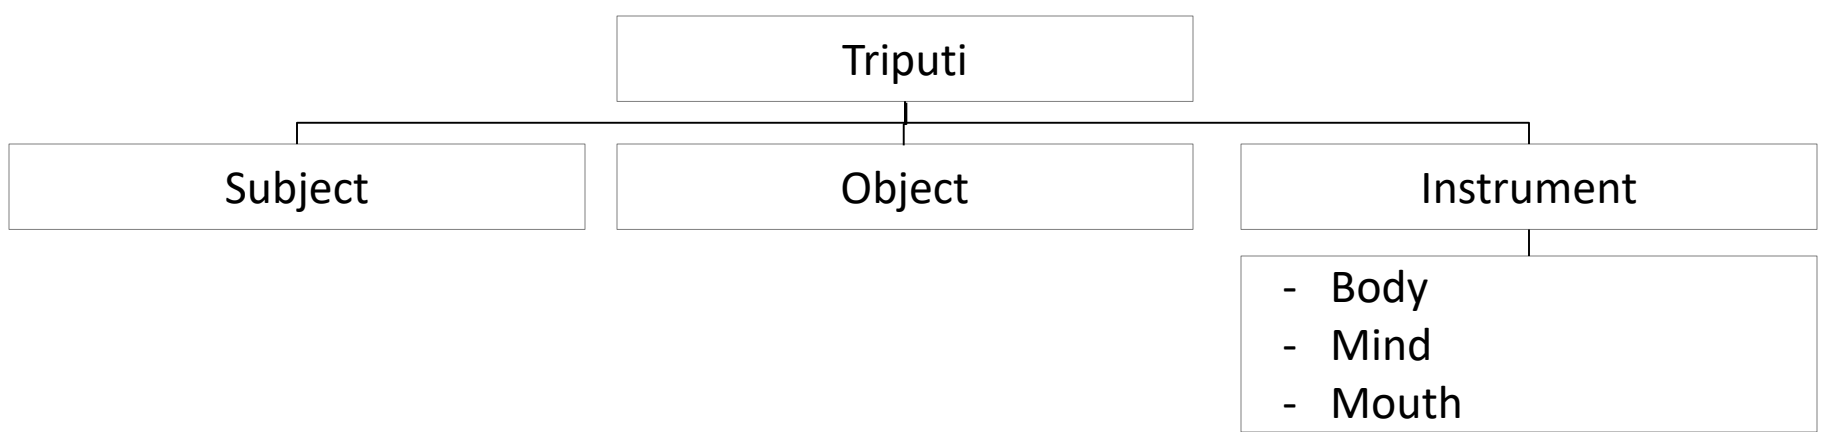 Triputi
Subject
Object
Instrument
- Body
- Mind
- Mouth